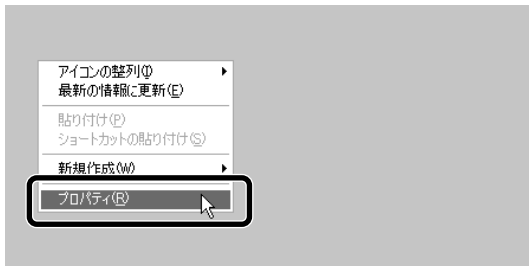 アイコンの整列(I)
最新の情報に更新(E)
貼り付け(P)
ショートカットの貼り付け(S)
新規作成(W)
プロパティ(R)